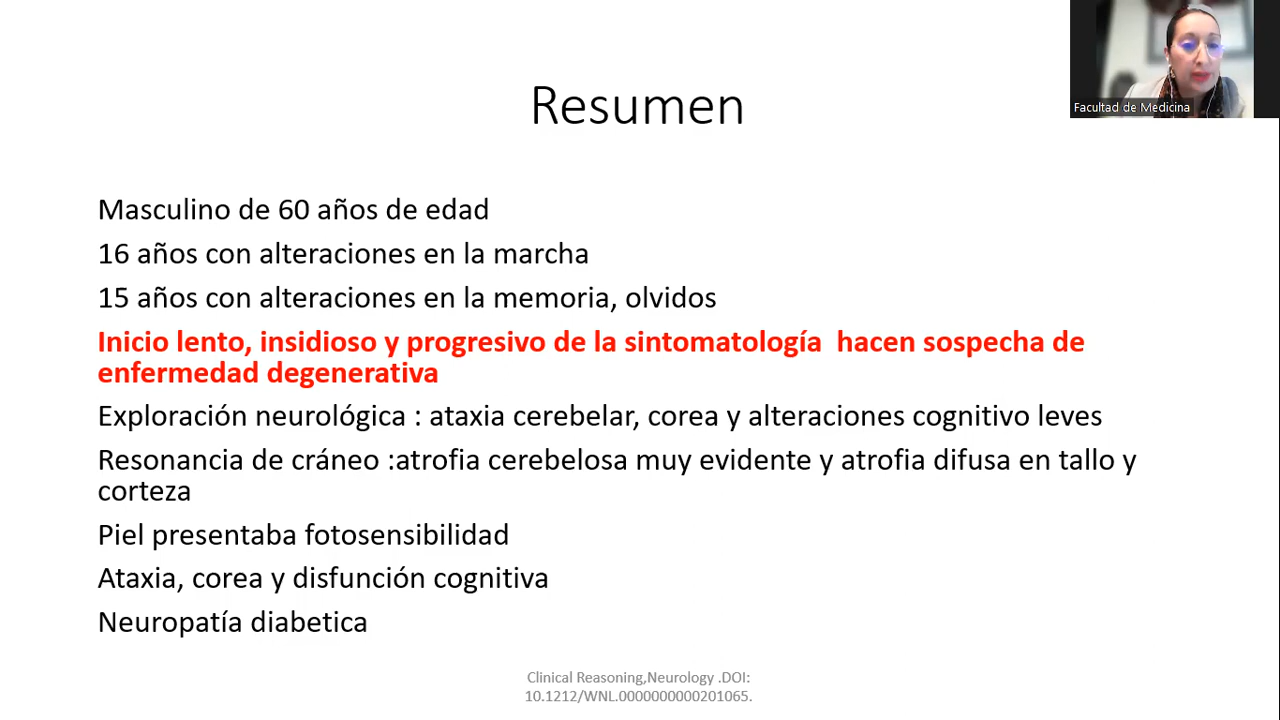 Facultad de Medicina
Resumen
Masculino de 60 años de edad
16 años con alteraciones en la marcha
15 años con alteraciones en la memoria, olvidos
Inicio lento, insidioso y progresivo de la sintomatología  hacen sospecha de
enfermedad degenerativa
Exploración neurológica : ataxia cerebelar, corea y alteraciones cognitivo leves
Resonancia de cráneo :atrofia cerebelosa muy evidente y atrofia difusa en tallo y
corteza
Piel presentaba fotosensibilidad
Ataxia, corea y disfunción cognitiva
Neuropatía diabetica
Clinical Reasoning,Neurology .DOI:
10.1212/WNL.0000000000201065.